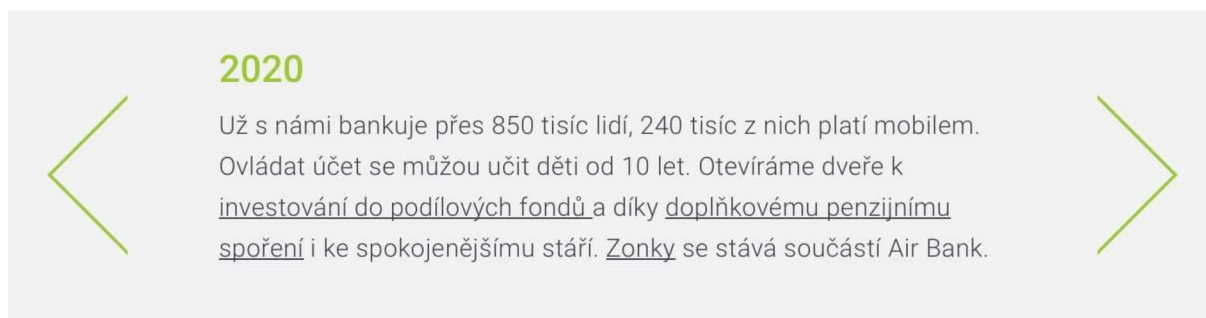 2020
Už s námi bankuje přes 850 tisíc lidí, 240 tisíc z nich platí mobilem.
Ovládat účet se můžou učit děti od 10 let. Otevíráme dveře k
investování do podílových fondů a díky doplňkovému penzijnímu
spoření i ke spokojenějšímu stáří. Zonky se stává součástí Air Bank.